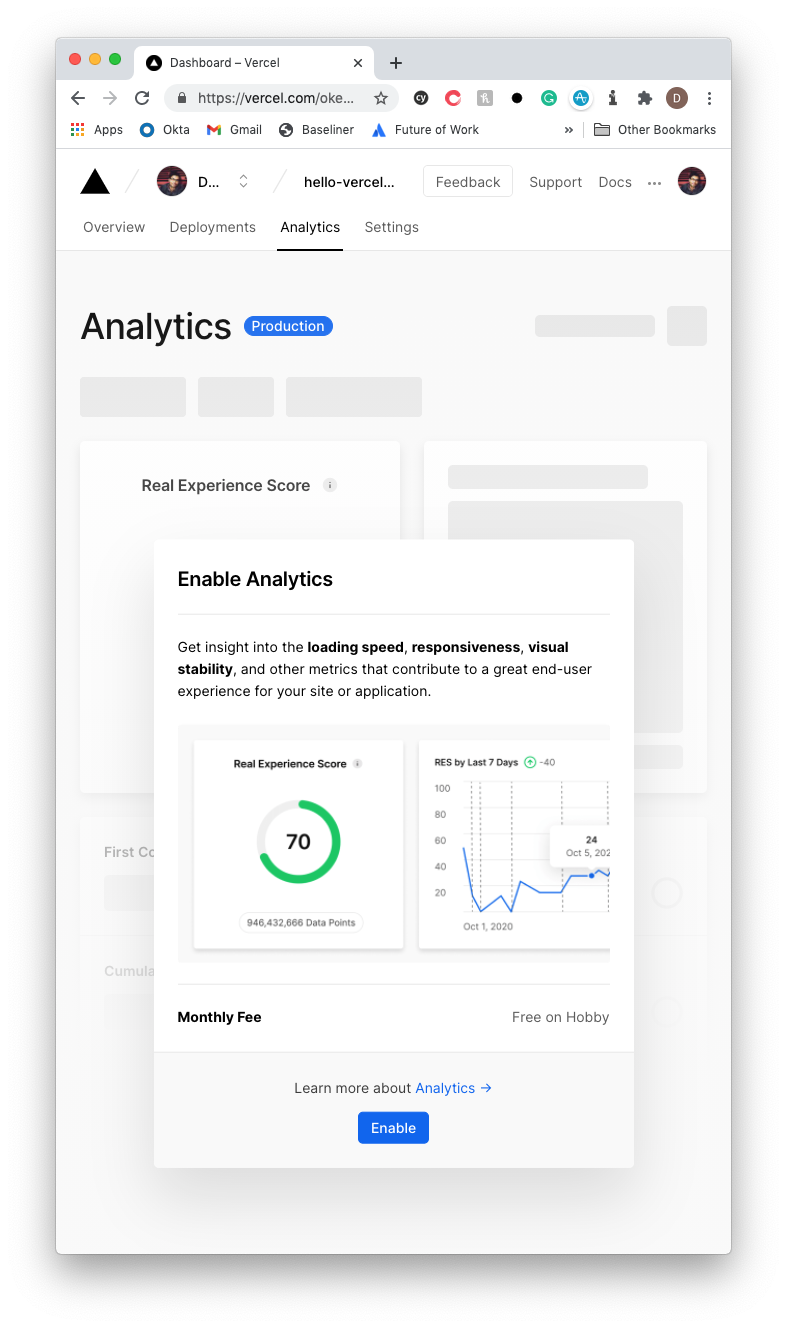 Dashboard – Vercel
https://vercel.com/oke...
cy
D
Apps
Okta
Gmail
Baseliner
Future of Work
»
Other Bookmarks
D...
hello-vercel...
Feedback
Support
Docs
Overview
Deployments
Analytics
Settings
Analytics
Production
Real Experience Score
Enable Analytics
Get insight into the loading speed, responsiveness, visual
stability, and other metrics that contribute to a great end-user
experience for your site or application.
Real Experience Score
70
946,432,666 Data Points
RES by Last 7 Days
-40
100
80
60
40
20
24
Oct 5, 202
Oct 1, 2020
First Co
Cumula
Monthly Fee
Free on Hobby
Learn more about Analytics →
Enable